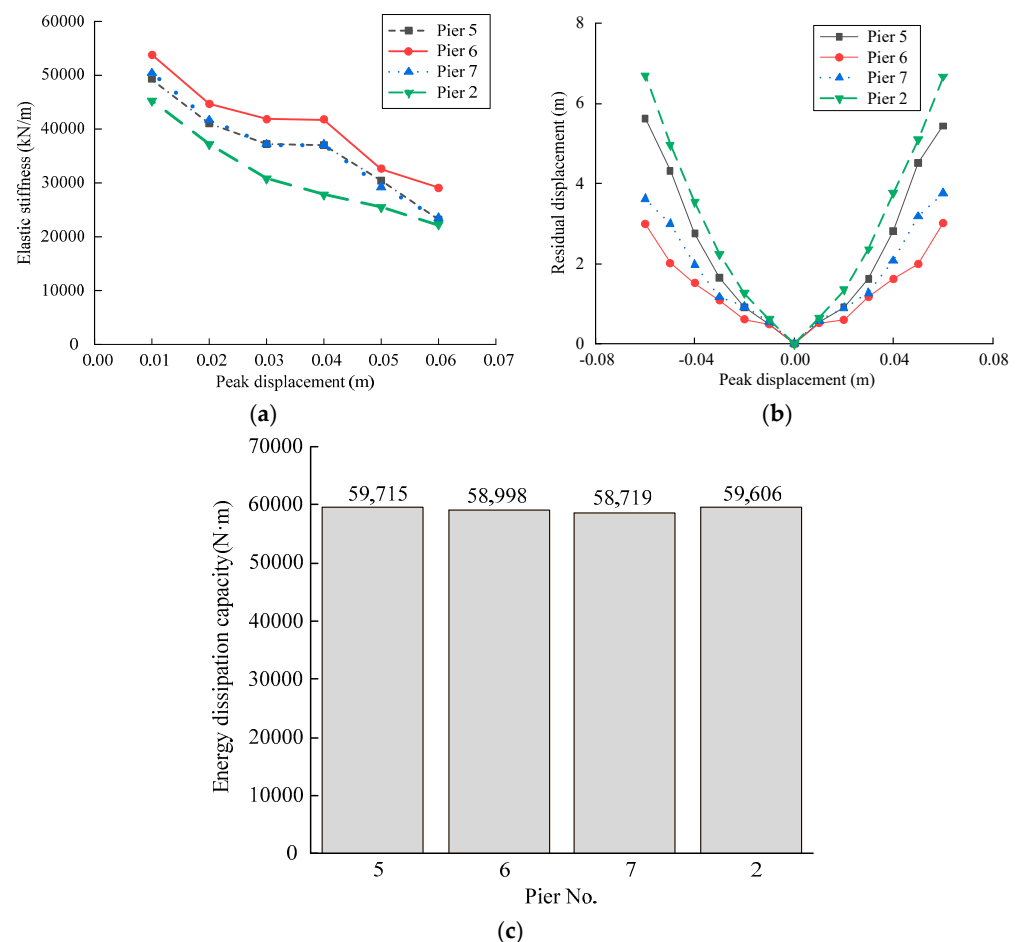 60000
50000
40000
30000
20000
10000
0
Elastic stiffness (kN/m)
Pier 5
Pier 6
Pier 7
Pier 2
0.00 0.01 0.02 0.03 0.04 0.05 0.06 0.07
Peak displacement (m)
(a)
8
6
4
2
0
Residual displacement (m)
Pier 5
Pier 6
Pier 7
Pier 2
-0.08 -0.04 0.00 0.04 0.08
Peak displacement (m)
(b)
70000
60000
50000
40000
30000
20000
10000
0
Energy dissipation capacity(N·m)
59,715 58,998 58,719 59,606
5 6 7 2
Pier No.
(c)